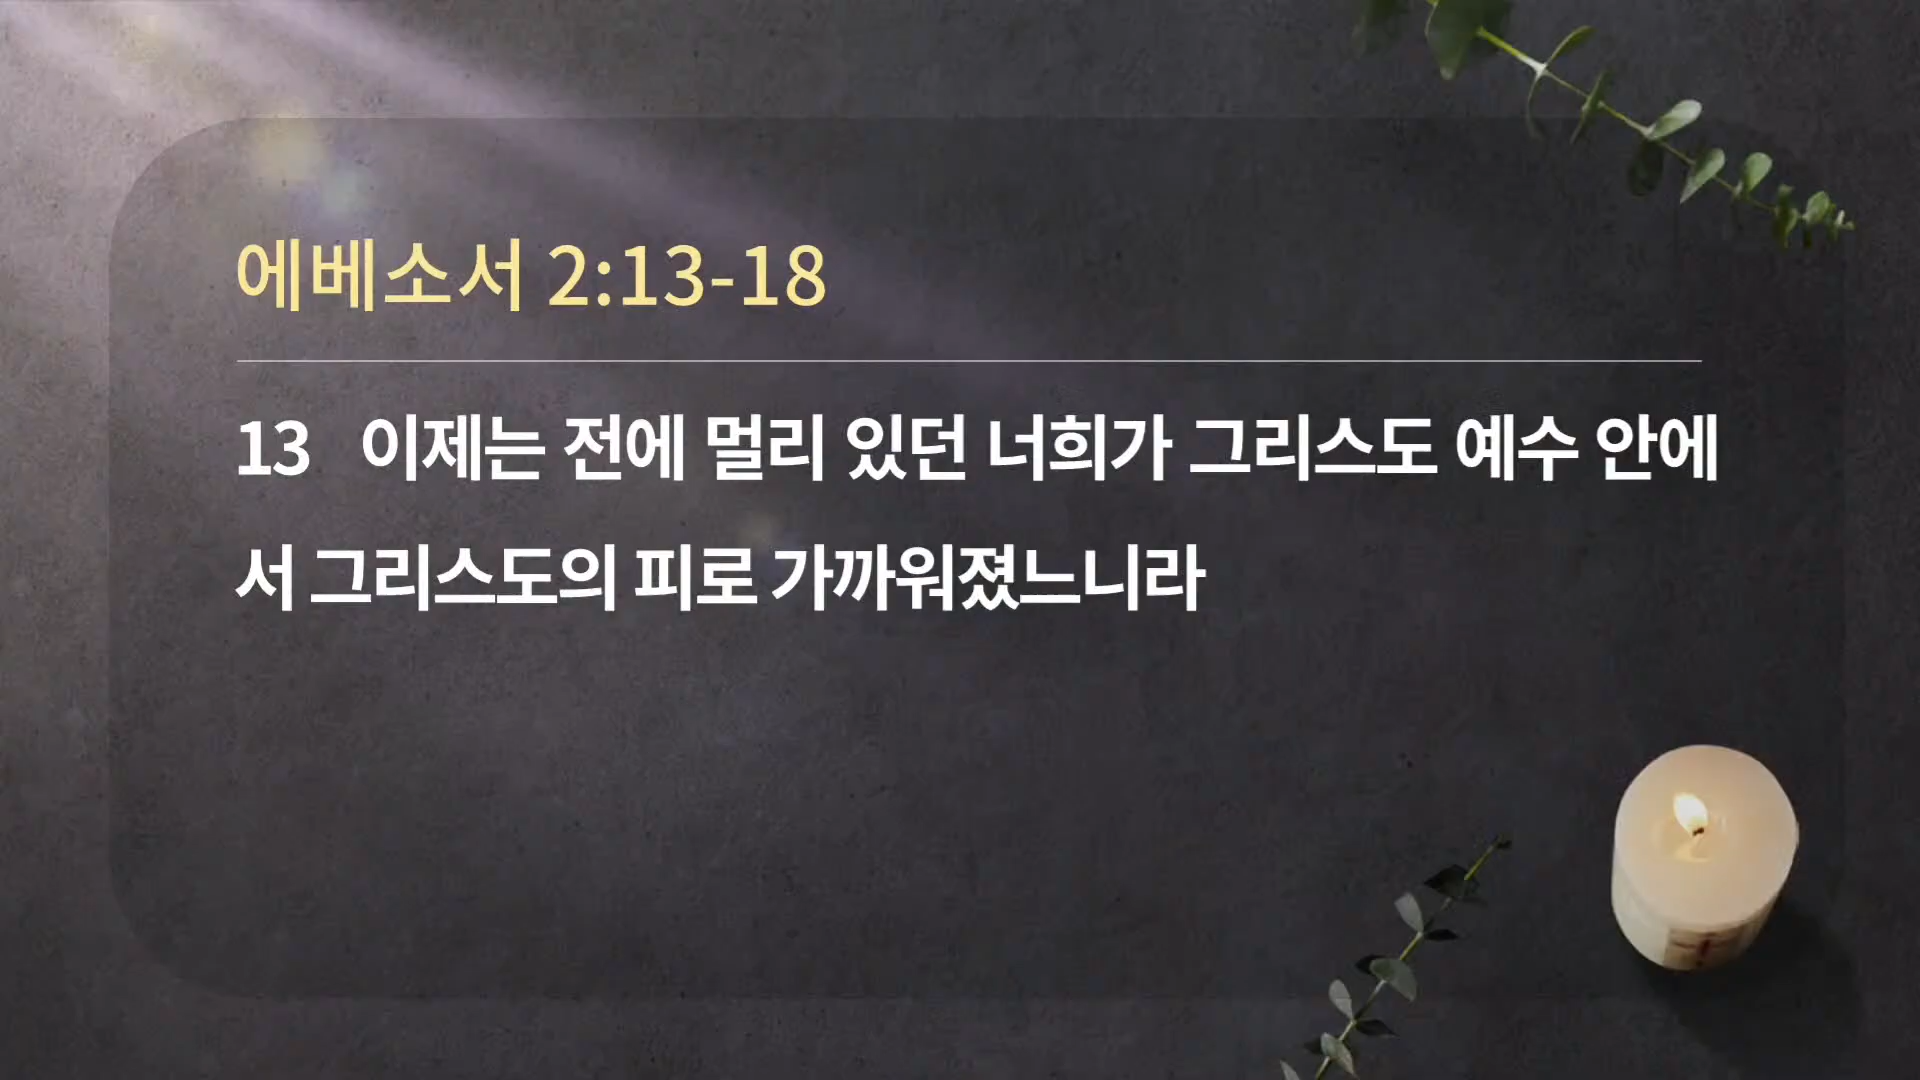 에베소서 2:13-18
13 이제는 전에 멀리 있던 너희가 그리스도 예수 안에
서 그리스도의 피로 가까워졌느니라